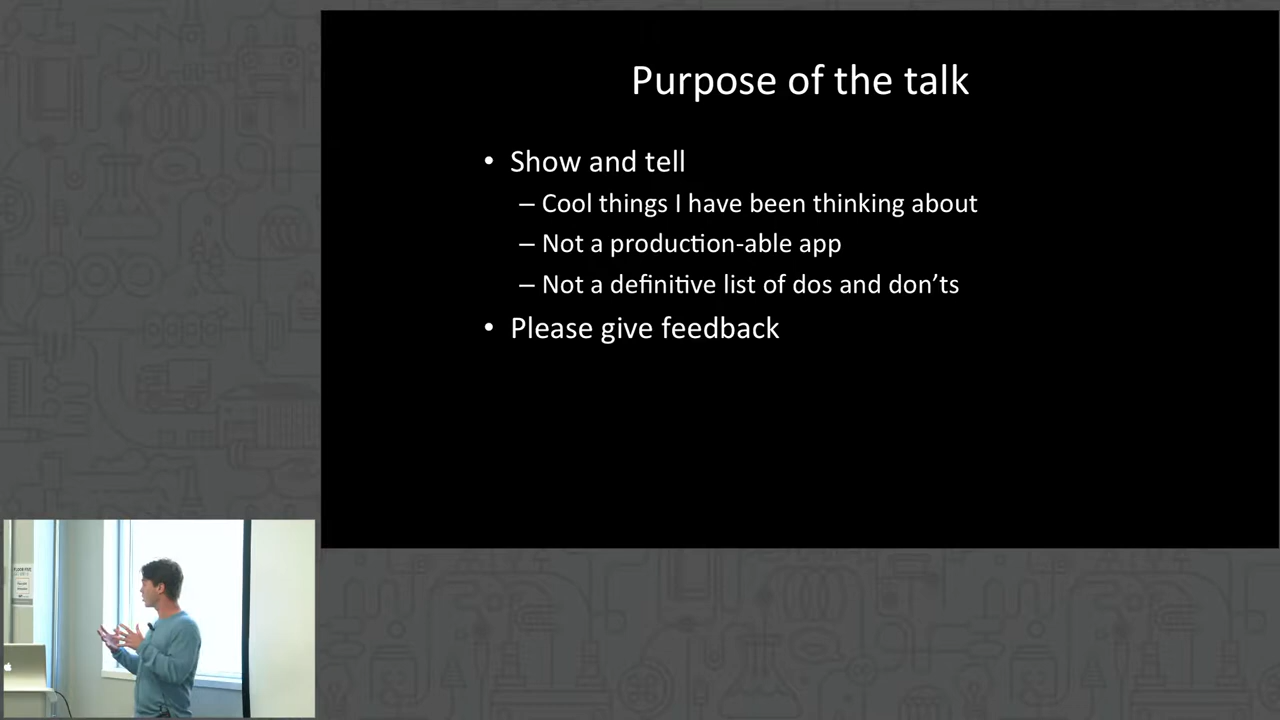 Purpose of the talk
• Show and tell
– Cool things I have been thinking about
– Not a production-able app
– Not a definitive list of dos and don'ts
• Please give feedback